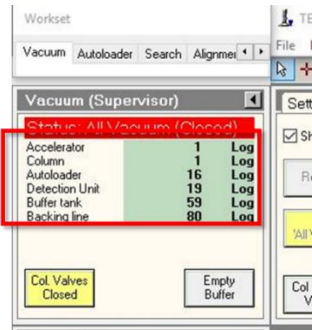 Workset
TE
File
Vacuum Autoloader Search Alignmer
Vacuum (Supervisor)
Status: All Vacuum (Closed)
Accelerator 1 Log
Column 1 Log
Autoloader 16 Log
Detection Unit 19 Log
Buffer tank 59 Log
Backing line 80 Log
Col. Valves
Closed
Empty
Buffer
Sett
Sh
R
'All V
Col
V